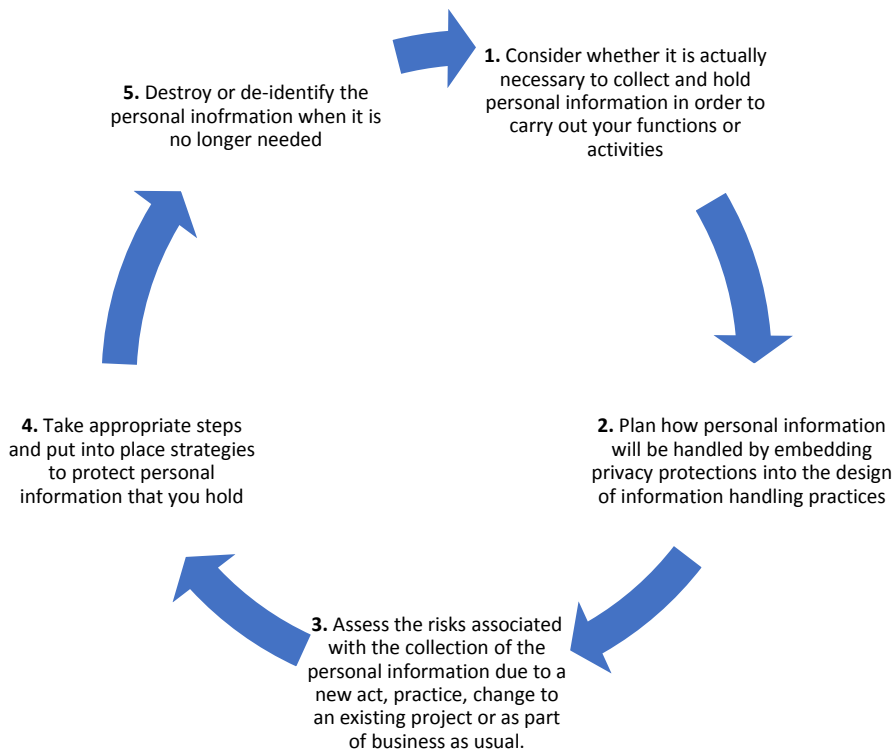 1. Consider whether it is actually
necessary to collect and hold
personal information in order to
carry out your functions or
activities
2. Plan how personal information
will be handled by embedding
privacy protections into the design
of information handling practices
3. Assess the risks associated
with the collection of the
personal information due to a
new act, practice, change to
an existing project or as part
of business as usual.
4. Take appropriate steps
and put into place strategies
to protect personal
information that you hold
5. Destroy or de-identify the
personal inofrmation when it is
no longer needed